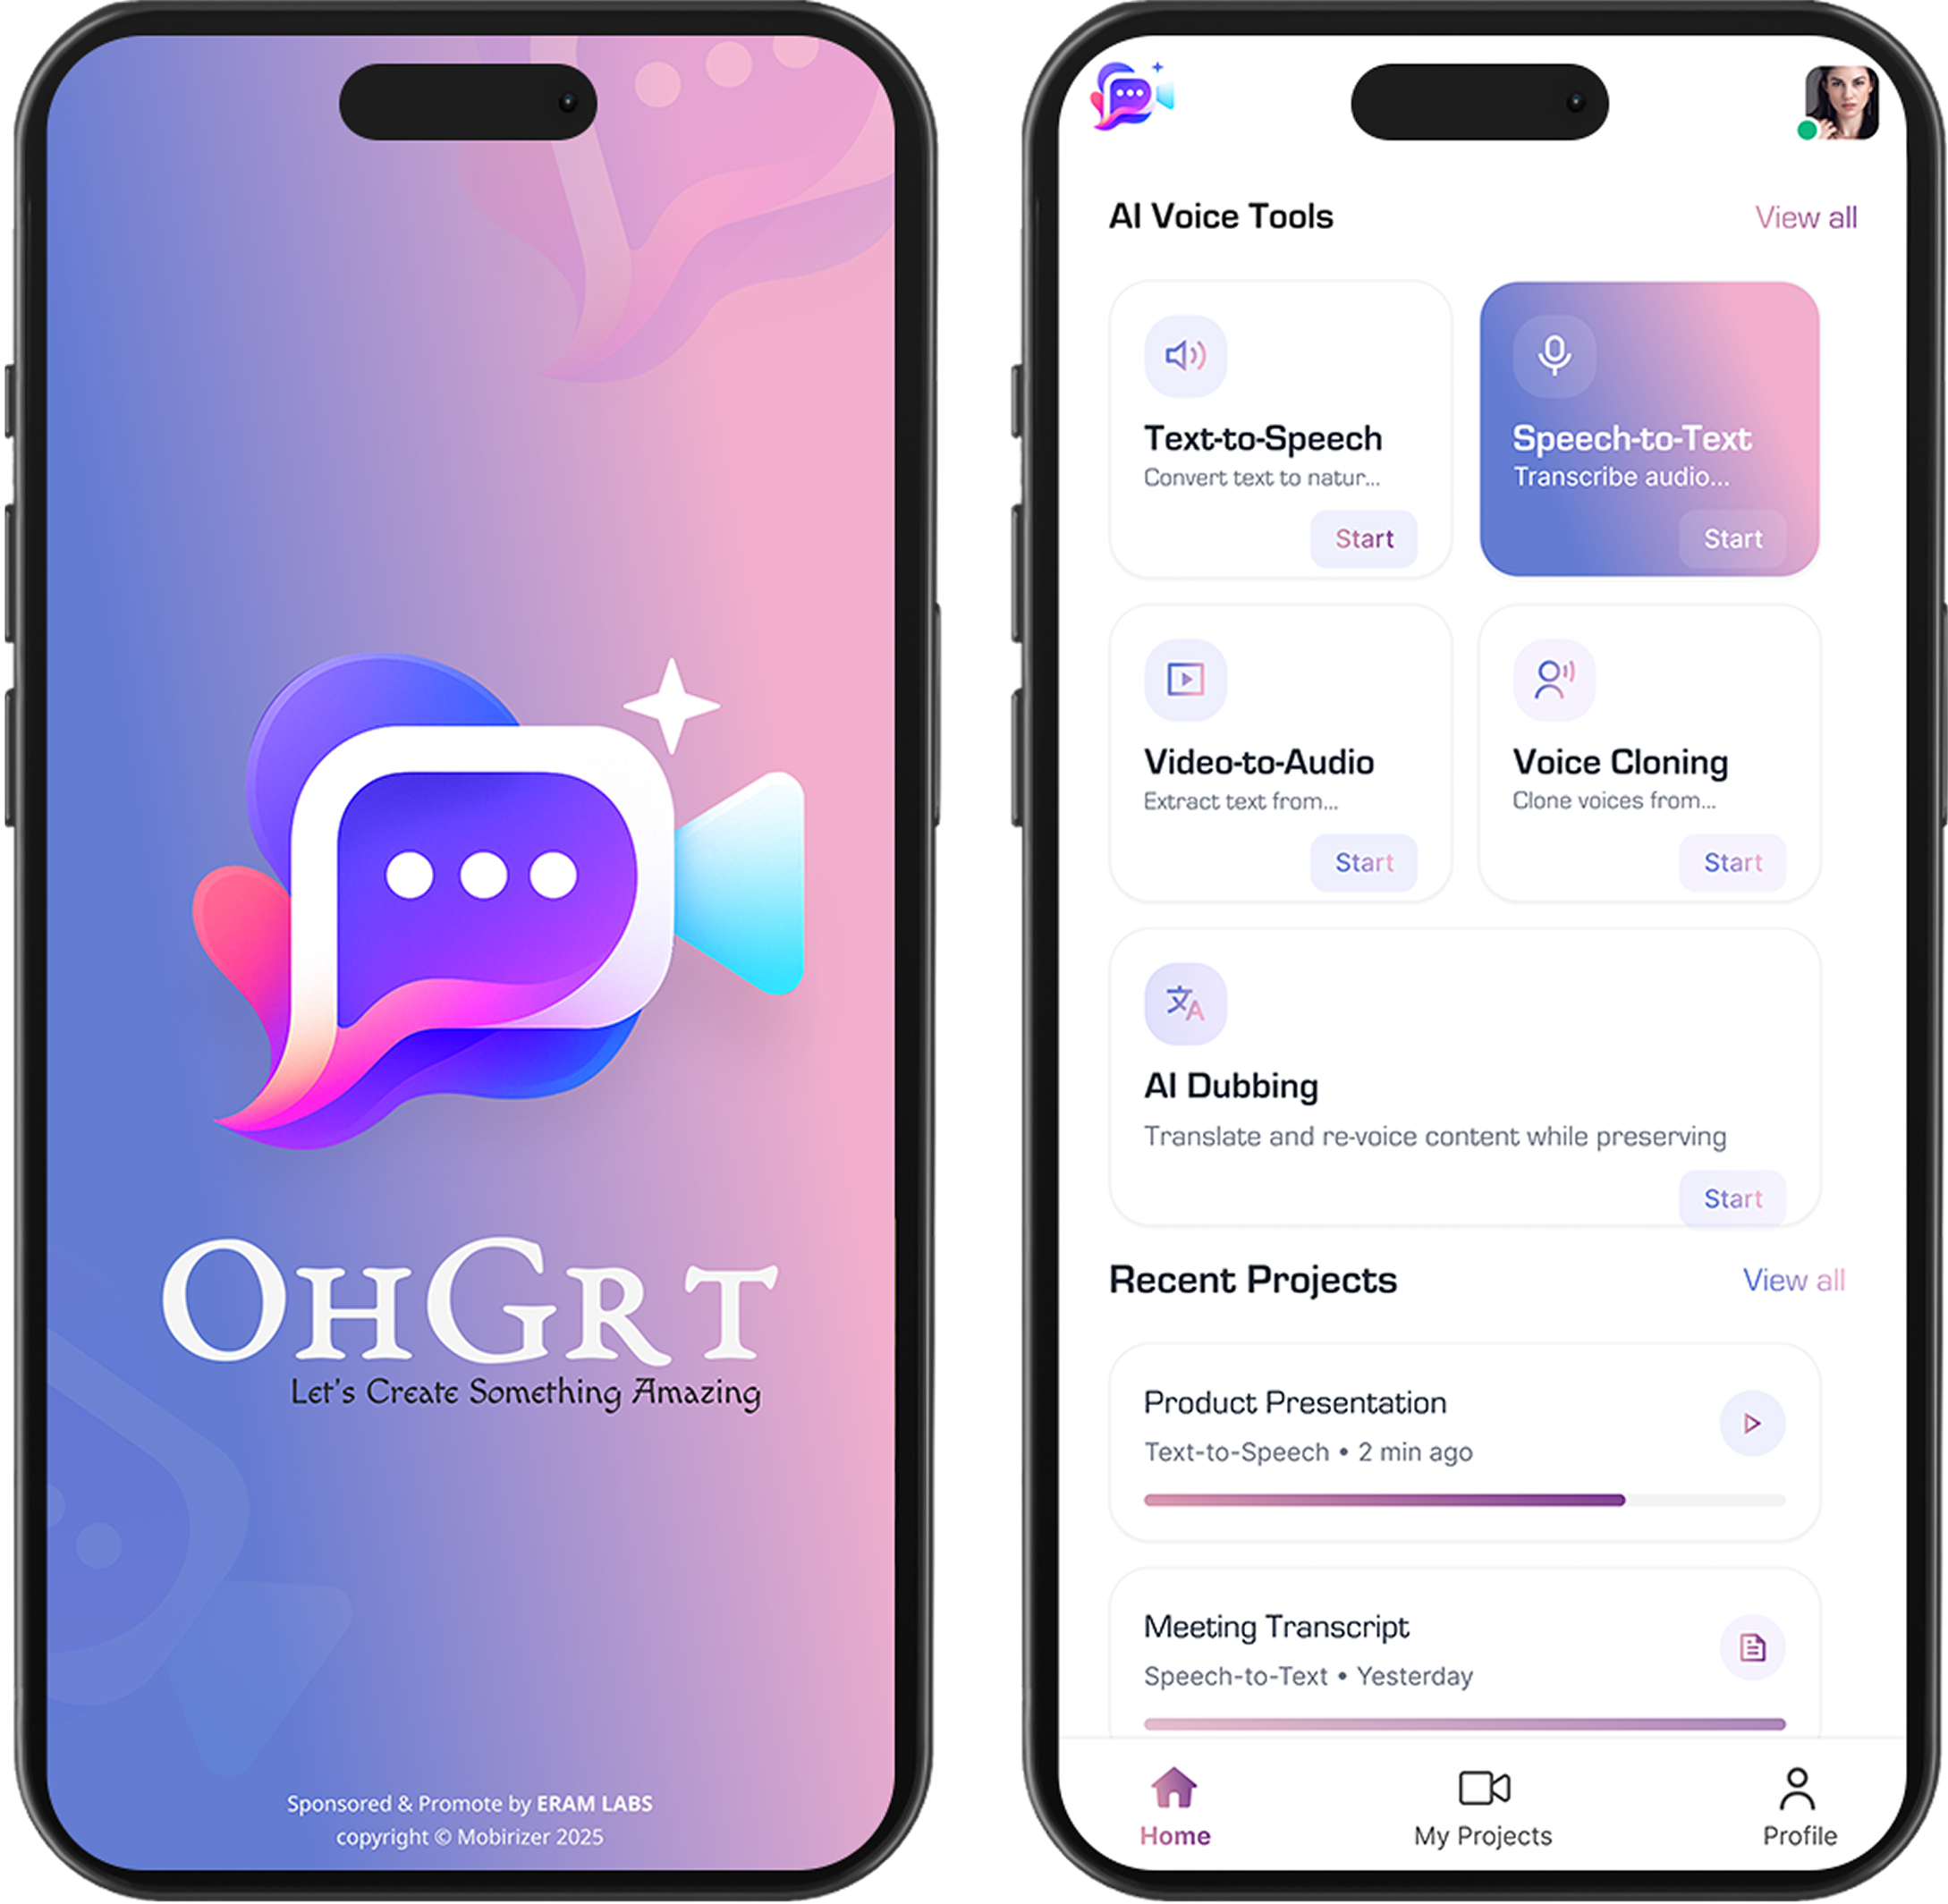 OhGrt
Let's Create Something Amazing
Sponsored & Promote by ERAM LABS
copyright © Mobirizer 2025
AI Voice Tools
View all
Text-to-Speech
Convert text to natur...
Start
Speech-to-Text
Transcribe audio...
Start
Video-to-Audio
Extract text from...
Start
Voice Cloning
Clone voices from...
Start
文A
AI Dubbing
Translate and re-voice content while preserving
Start
Recent Projects
View all
Product Presentation
Text-to-Speech • 2 min ago
Meeting Transcript
Speech-to-Text • Yesterday
Home
My Projects
Profile